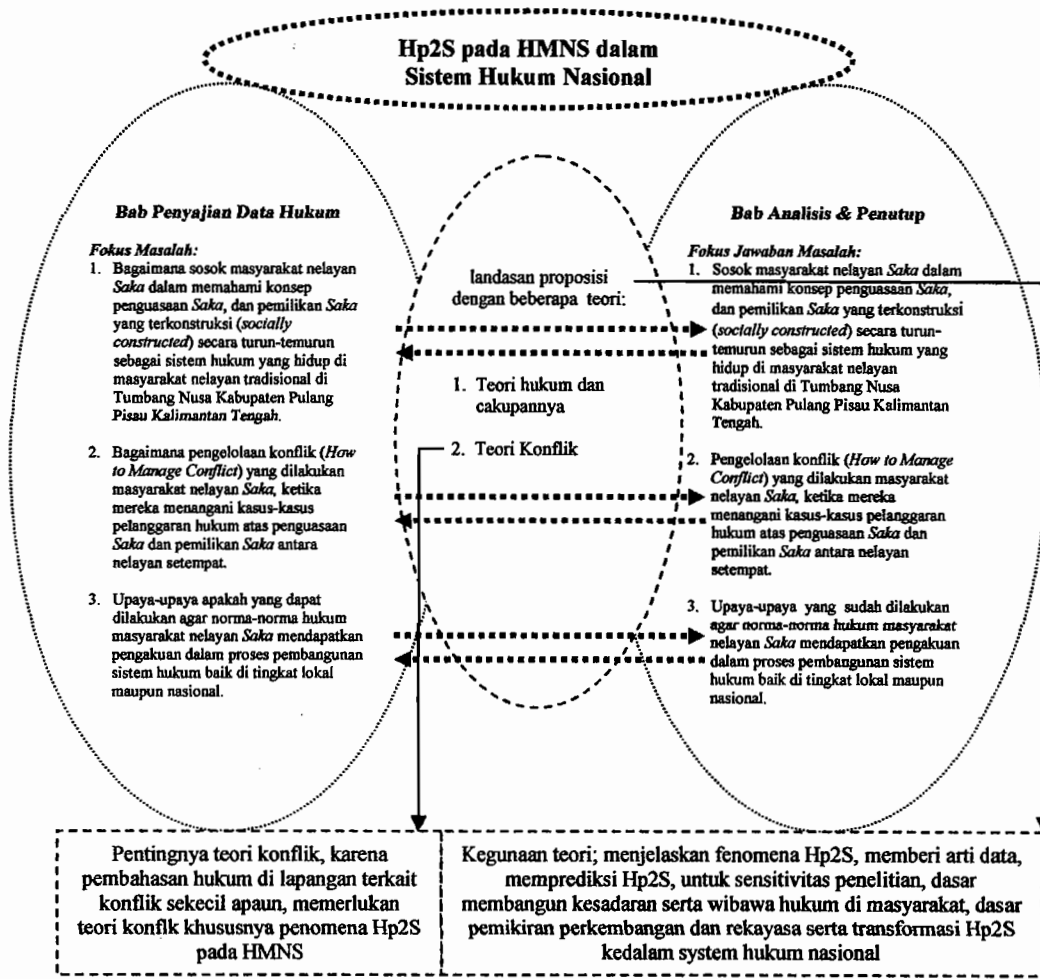 Hp2S pada HMNS dalam
Sistem Hukum Nasional
Bab Penyajian Data Hukum
Fokus Masalah:
1. Bagaimana sosok masyarakat nelayan
Saka dalam memahami konsep
penguasaan Saka, dan pemilikan Saka
yang terkonstruksi (socially
constructed) secara turun-temurun
sebagai sistem hukum yang hidup di
masyarakat nelayan tradisional di
Tumbang Nusa Kabupaten Pulang
Pisau Kalimantan Tengah.
2. Bagaimana pengelolaan konflik (How
to Manage Conflict) yang dilakukan
masyarakat nelayan Saka, ketika
mereka menangani kasus-kasus
pelanggaran hukum atas penguasaan
Saka dan pemilikan Saka antara
nelayan setempat.
3. Upaya-upaya apakah yang dapat
dilakukan agar norma-norma hukum
masyarakat nelayan Saka mendapatkan
pengakuan dalam proses pembangunan
sistem hukum baik di tingkat lokal
maupun nasional.
landasan proposisi
dengan beberapa teori:
1. Teori hukum dan
cakupannya
2. Teori Konflik
Bab Analisis & Penutup
Fokus Jawaban Masalah:
1. Sosok masyarakat nelayan Saka dalam
memahami konsep penguasaan Saka,
dan pemilikan Saka yang terkonstruksi
(socially constructed) secara turun-
temurun sebagai sistem hukum yang
hidup di masyarakat nelayan
tradisional di Tumbang Nusa
Kabupaten Pulang Pisau Kalimantan
Tengah.
2. Pengelolaan konflik (How to Manage
Conflict) yang dilakukan masyarakat
nelayan Saka, ketika mereka
menangani kasus-kasus pelanggaran
hukum atas penguasaan Saka dan
pemilikan Saka antara nelayan
setempat.
3. Upaya-upaya yang sudah dilakukan
agar norma-norma hukum masyarakat
nelayan Saka mendapatkan pengakuan
dalam proses pembangunan sistem
hukum baik di tingkat lokal maupun
nasional.
Pentingnya teori konflik, karena
pembahasan hukum di lapangan terkait
konflik sekecil apaun, memerlukan
teori konflk khususnya penomena Hp2S
pada HMNS
Kegunaan teori; menjelaskan fenomena Hp2S, memberi arti data,
memprediksi Hp2S, untuk sensitivitas penelitian, dasar
membangun kesadaran serta wibawa hukum di masyarakat, dasar
pemikiran perkembangan dan rekayasa serta transformasi Hp2S
kedalam system hukum nasional